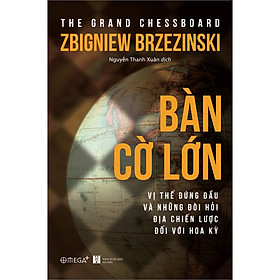 THE GRAND CHESSBOARD
ZBIGNIEW BRZEZINSKI
Nguyễn Thanh Xuân dịch
BÀN
CỜ LỚN
VỊ THẾ ĐỨNG ĐẦU
VÀ NHỮNG ĐÒI HỎI
ĐỊA CHIẾN LƯỢC
ĐỐI VỚI HOA KỲ
OMEGA+